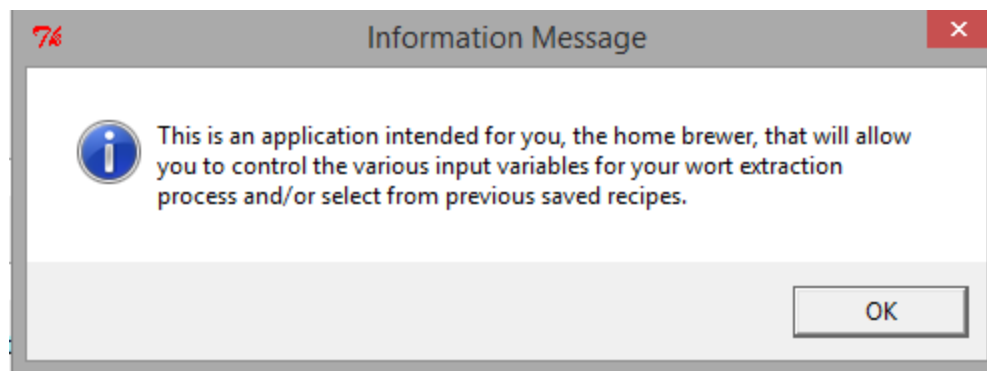 Information Message
This is an application intended for you, the home brewer, that will allow
you to control the various input variables for your wort extraction
process and/or select from previous saved recipes.
OK